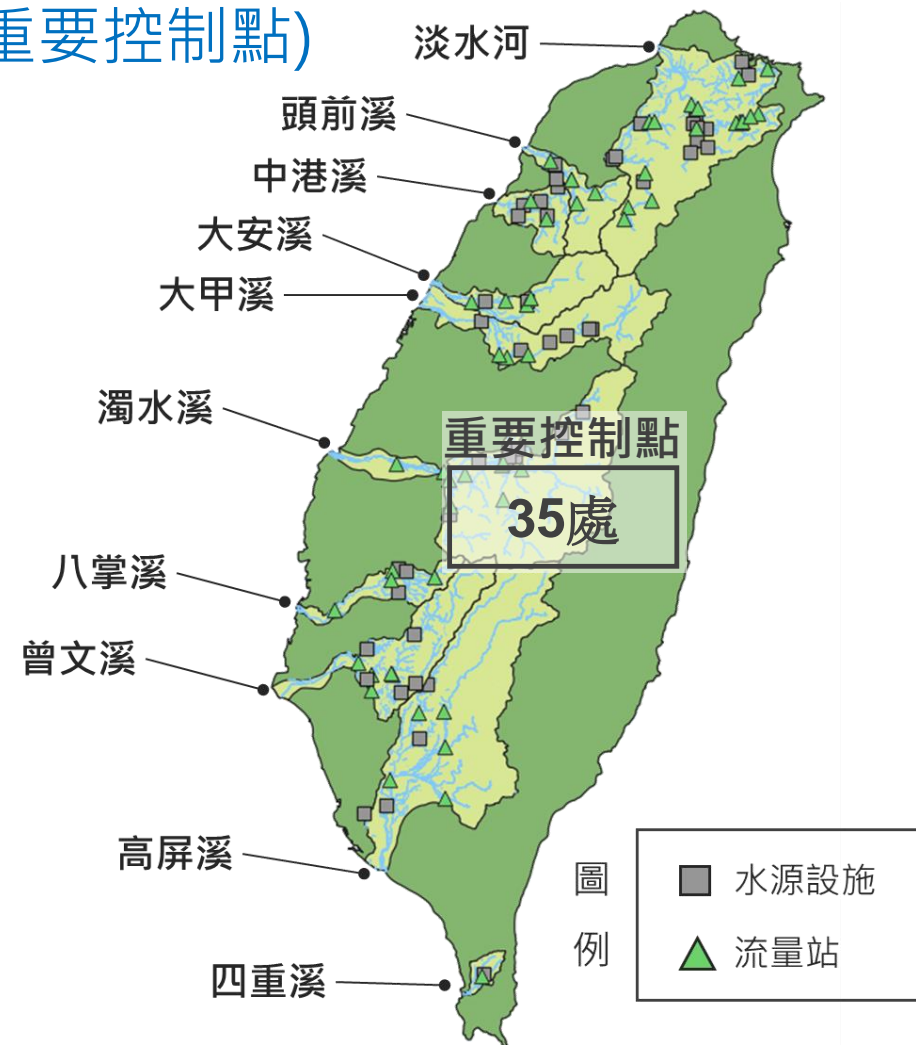 重要控制點)
淡水河
頭前溪
中港溪
大安溪
大甲溪
濁水溪
重要控制點
35處
八掌溪
曾文溪
高屏溪
四重溪
圖例
水源設施
流量站